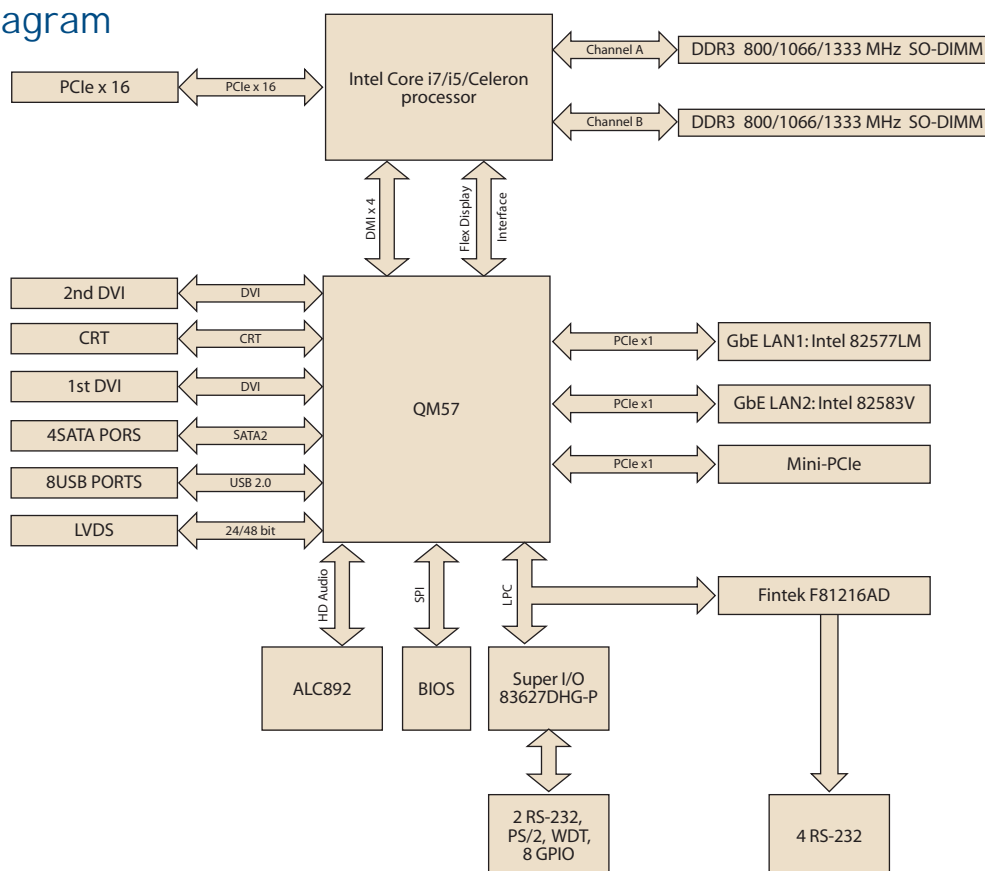 agram
Intel Core i7/i5/Celeron
processor
PCIe x 16
PCIe x 16
Channel A
DDR3 800/1066/1333 MHz SO-DIMM
Channel B
DDR3 800/1066/1333 MHz SO-DIMM
DMI x 4
Flex Display
Interface
2nd DVI
DVI
CRT
CRT
1st DVI
DVI
4SATA PORS
SATA2
8USB PORTS
USB 2.0
LVDS
24/48 bit
QM57
PCIe x1
GbE LAN1: Intel 82577LM
PCIe x1
GbE LAN2: Intel 82583V
PCIe x1
Mini-PCIe
HD Audio
SPI
LPC
Fintek F81216AD
ALC892
BIOS
Super I/O
83627DHG-P
2 RS-232,
PS/2, WDT,
8 GPIO
4 RS-232